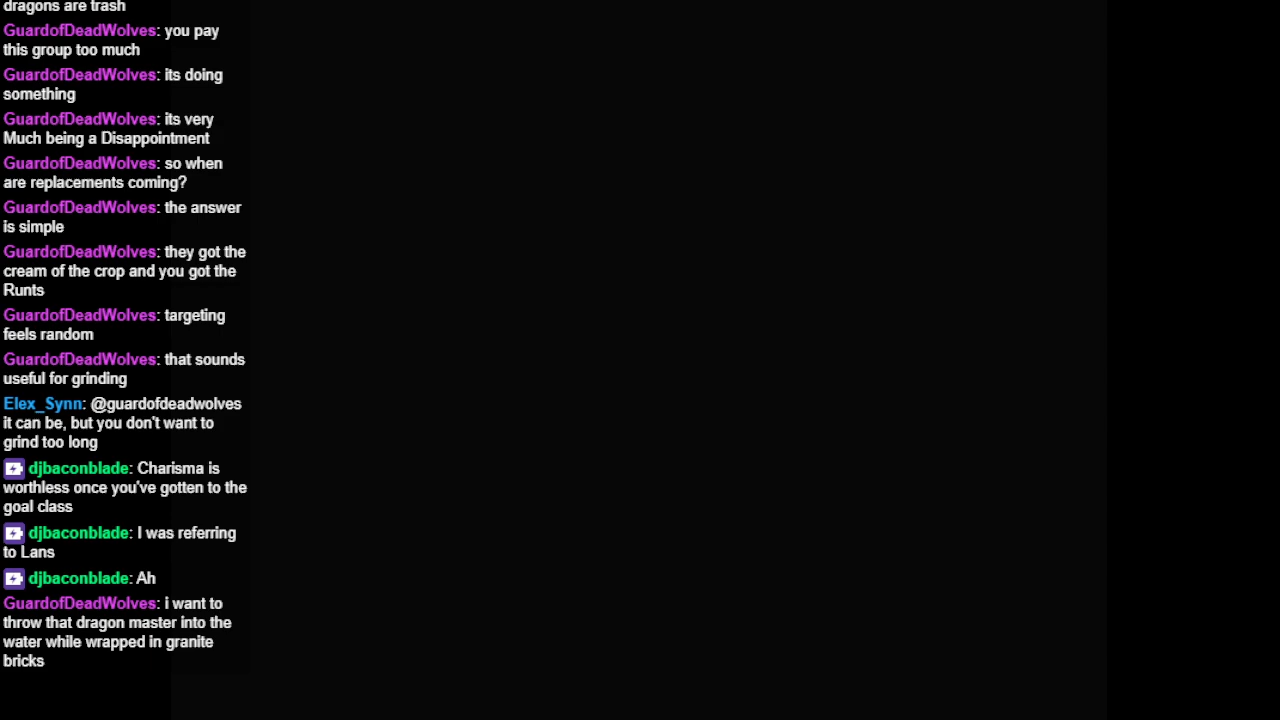 dragons are trash
GuardofDeadWolves: you pay
this group too much
GuardofDeadWolves: its doing
something
GuardofDeadWolves: its very
Much being a Disappointment
GuardofDeadWolves: so when
are replacements coming?
GuardofDeadWolves: the answer
is simple
GuardofDeadWolves: they got the
cream of the crop and you got the
Runts
GuardofDeadWolves: targeting
feels random
GuardofDeadWolves: that sounds
useful for grinding
Elex_Synn: @guardofdeadwolves
it can be, but you don't want to
grind too long
djbaconblade: Charisma is
worthless once you've gotten to the
goal class
djbaconblade: I was referring
to Lans
djbaconblade: Ah
GuardofDeadWolves: i want to
throw that dragon master into the
water while wrapped in granite
bricks